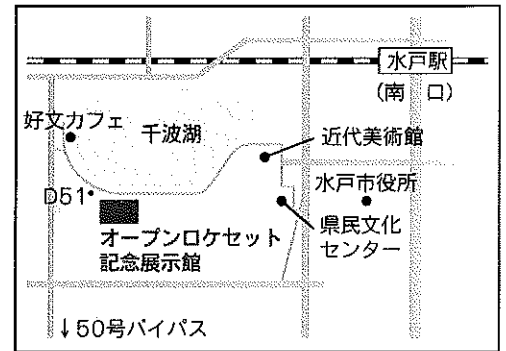 水戸駅
(南 口)
好文カフェ
千波湖
近代美術館
D51
水戸市役所
県民文化
センター
オープンロケセット
記念展示館
↓50号バイパス